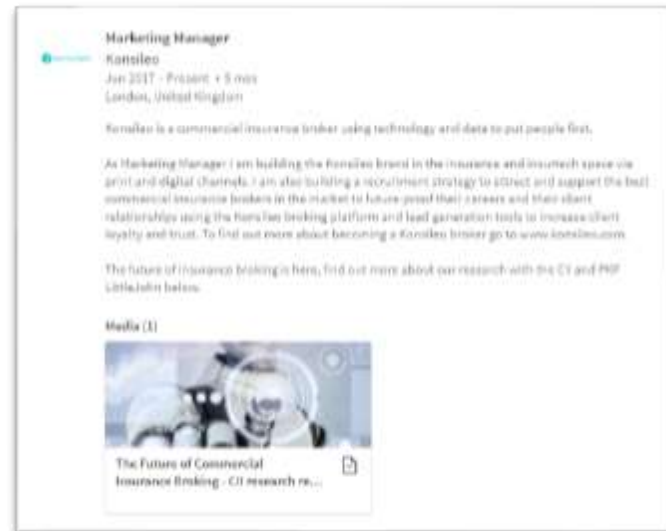 Marketing Manager
Konsileo
Jun 2017 - Present • 5 mos
London, United Kingdom
Konsileo is a commercial insurance broker using technology and data to put people first.
As Marketing Manager I am building the Konsileo brand in the insurance and insurtech space via
print and digital channels. I am also building a recruitment strategy to attract and support the best
commercial insurance brokers in the market to future-proof their careers and their client
relationships using the Konsileo broking platform and lead generation tools to increase client
loyalty and trust. To find out more about becoming a Konsileo broker go to www.konsileo.com
The future of insurance broking is here, find out more about our research with the CII and PKF
LittleJohn below.
Media (1)
The Future of Commercial
Insurance Broking - CII research re...